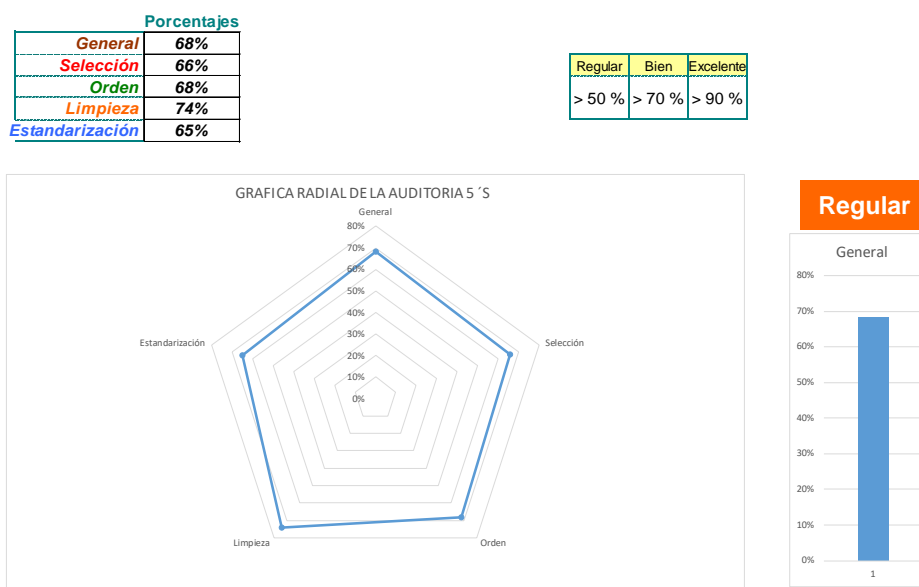 Porcentajes
General 68%
Selección 66%
Orden 68%
Limpieza 74%
Estandarización 65%
Regular Bien Excelente
> 50 % > 70 % > 90 %
GRAFICA RADIAL DE LA AUDITORIA 5 ´S
General
80%
70%
60%
50%
40%
30%
20%
10%
0%
Estandarización
Selección
Limpieza
Orden
Regular
General
80%
70%
60%
50%
40%
30%
20%
10%
0%
1